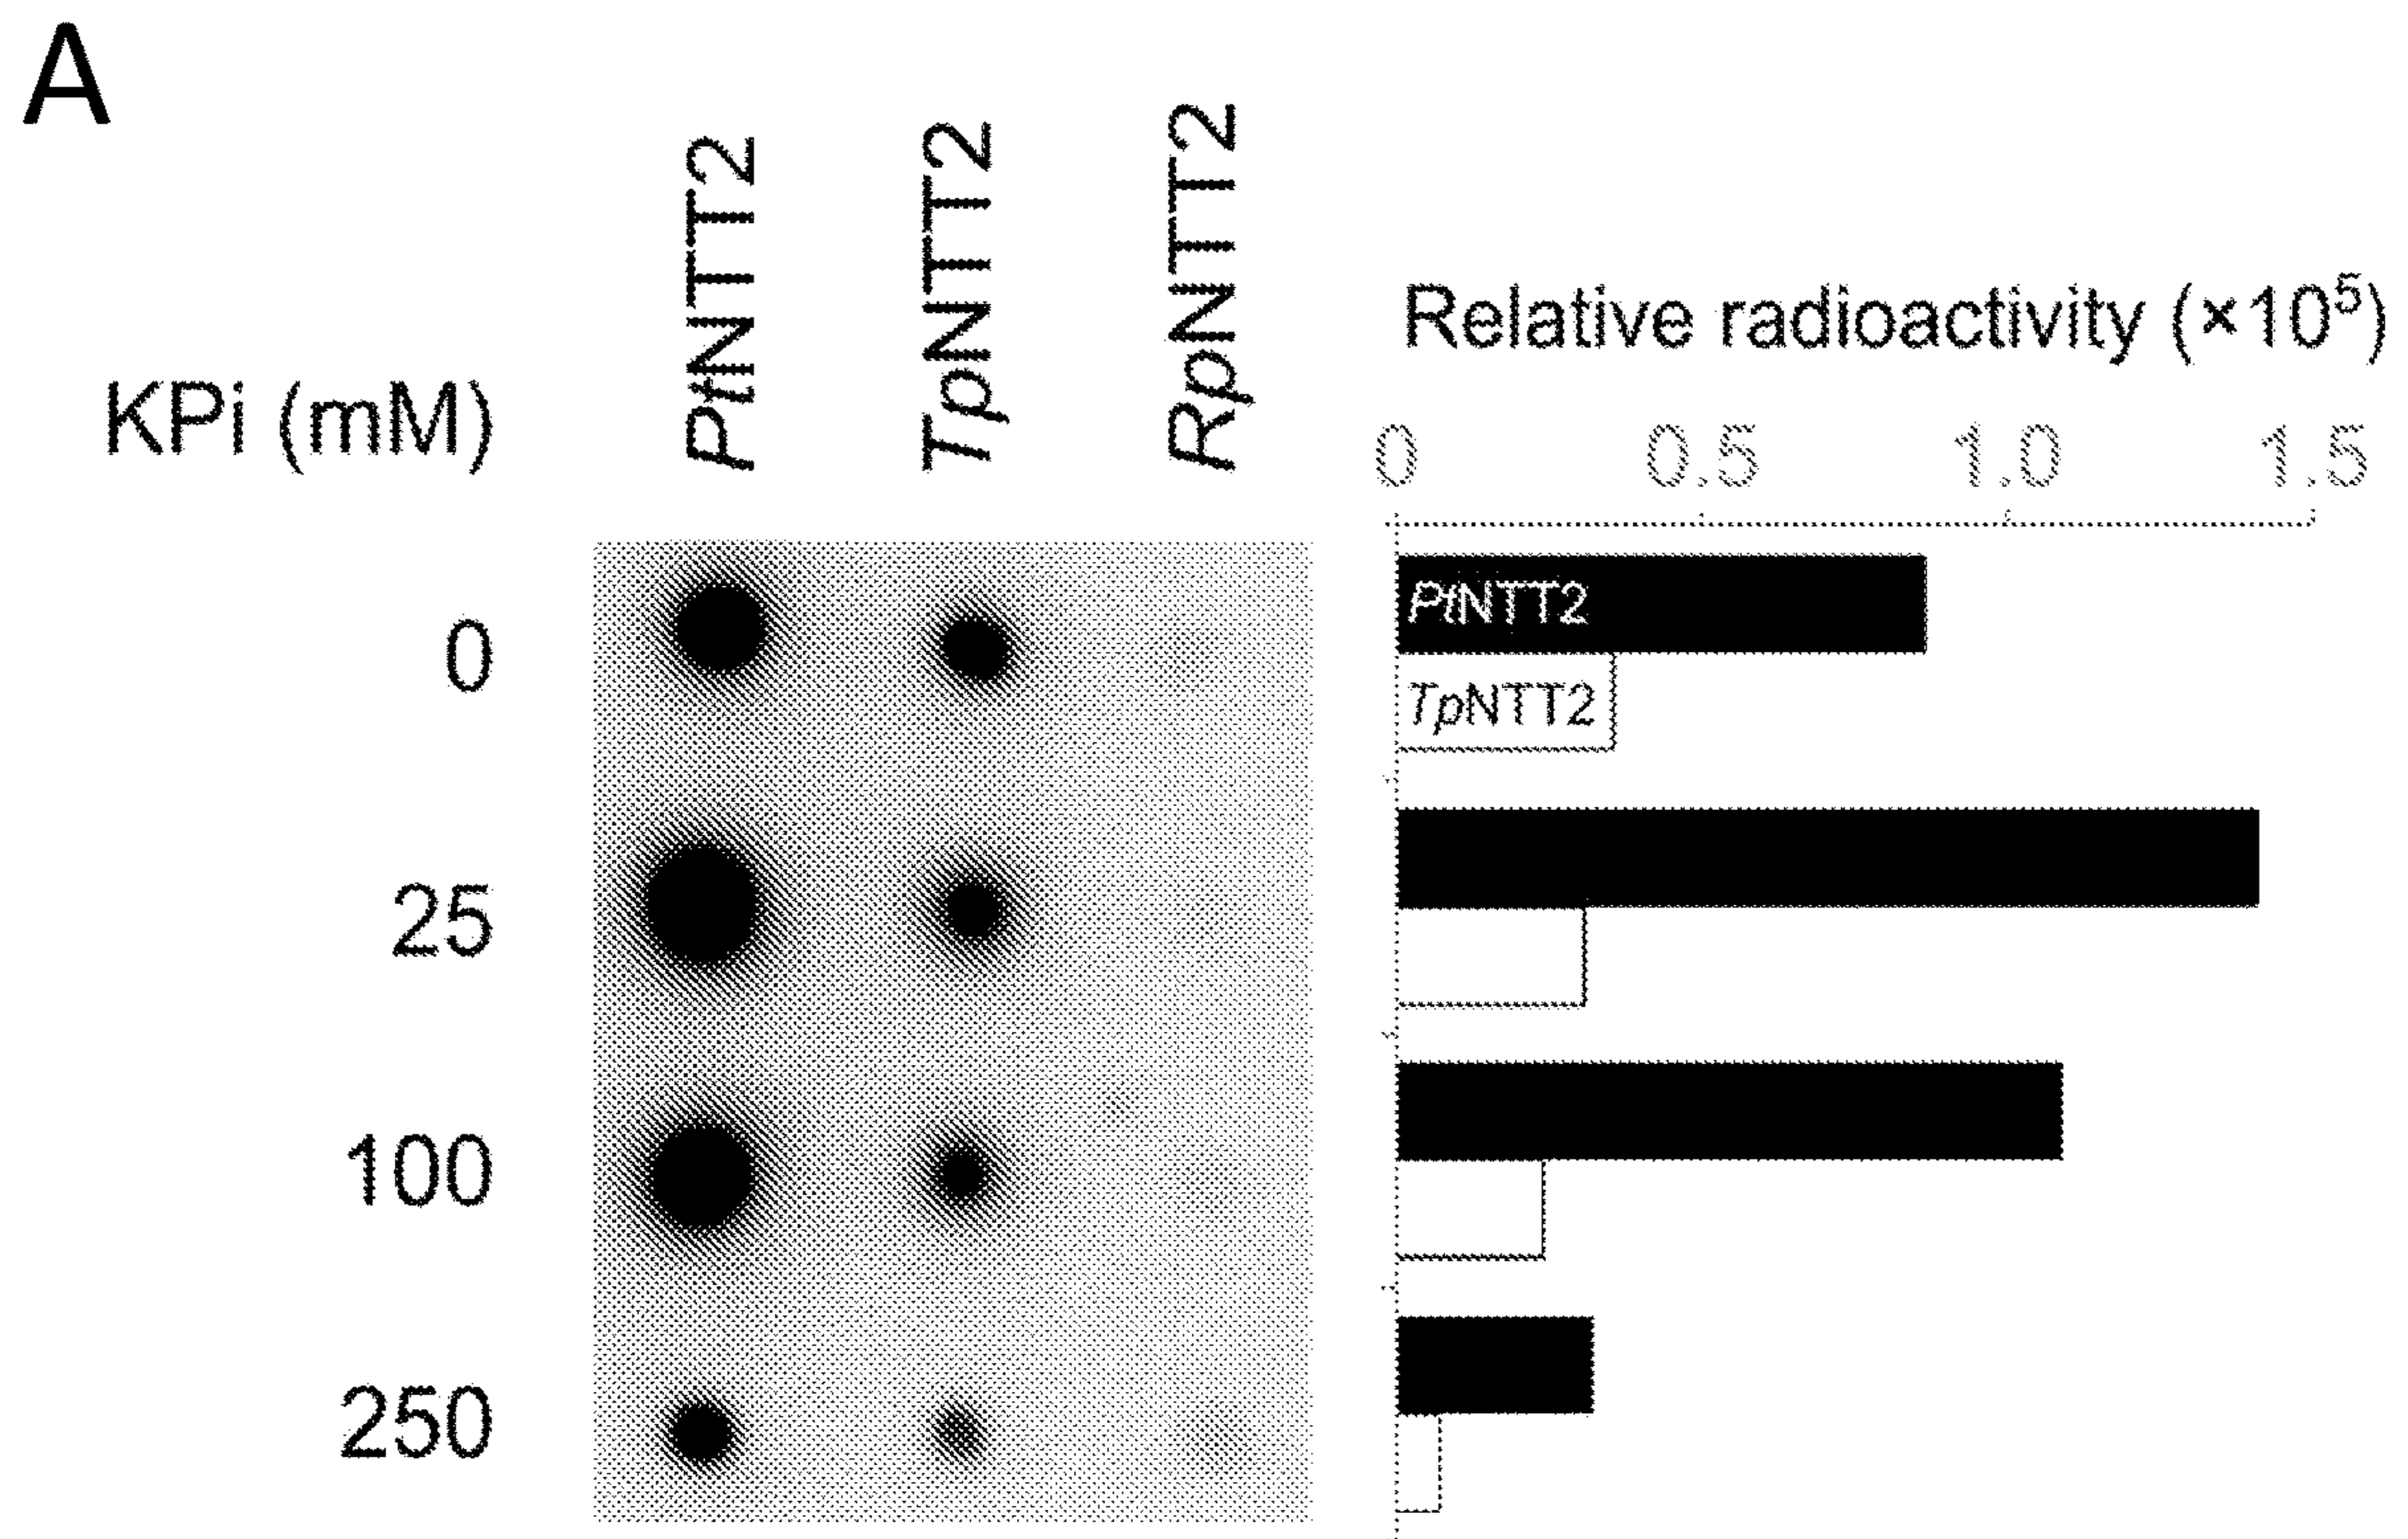 A
KPi (mM)
PtNTT2
TpNTT2
RpNTT2
Relative radioactivity (×10⁵)
0 0.5 1.0 1.5
0
25
100
250
PtNTT2
TpNTT2